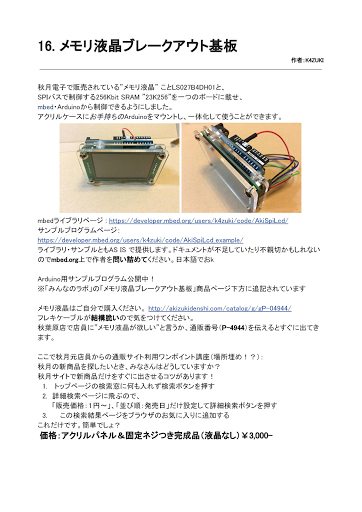 16. メモリ液晶ブレークアウト基板
作者:K4ZUKI
秋月電子で販売されている"メモリ液晶" ことLS027B4DH01と、
SPIバスで制御する256Kbit SRAM "23K256"を一つのボードに載せ、
mbed・Arduinoから制御できるようにしました。
アクリルケースにお手持ちのArduinoをマウントし、一体化して使うことができます。
mbedライブラリページ : https://developer.mbed.org/users/k4zuki/code/AkiSpiLcd/
サンプルプログラムページ:
https://developer.mbed.org/users/k4zuki/code/AkiSpiLcd_example/
ライブラリ・サンプルともAS IS で提供します。ドキュメントが不足していたり不親切かもしれない
のでmbed.org上で作者を問い詰めてください。日本語でおk
Arduino用サンプルプログラム公開中！
※「みんなのラボ」の「メモリ液晶ブレークアウト基板」商品ページ下方に追記されています
メモリ液晶はご自分で購入ください。 http://akizukidenshi.com/catalog/g/gP-04944/
フレキケーブルが結構脆いので気をつけてください。
秋葉原店で店員に"メモリ液晶が欲しい"と言うか、通販番号（P-4944）を伝えるとすぐに出てき
ます。
ここで秋月元店員からの通販サイト利用ワンポイント講座（場所埋め！？）:
秋月の新商品を探したいとき、みなさんはどうしていますか？
秋月サイトで新商品だけをすぐに出させるコツがあります！
1. トップページの検索窓に何も入れず検索ボタンを押す
2. 詳細検索ページに飛ぶので、
「販売価格：1円～」、「並び順：発売日」だけ設定して詳細検索ボタンを押す
3. この検索結果ページをブラウザのお気に入りに追加する
これだけです。簡単でしょ？
価格：アクリルパネル＆固定ネジつき完成品（液晶なし）￥3,000-